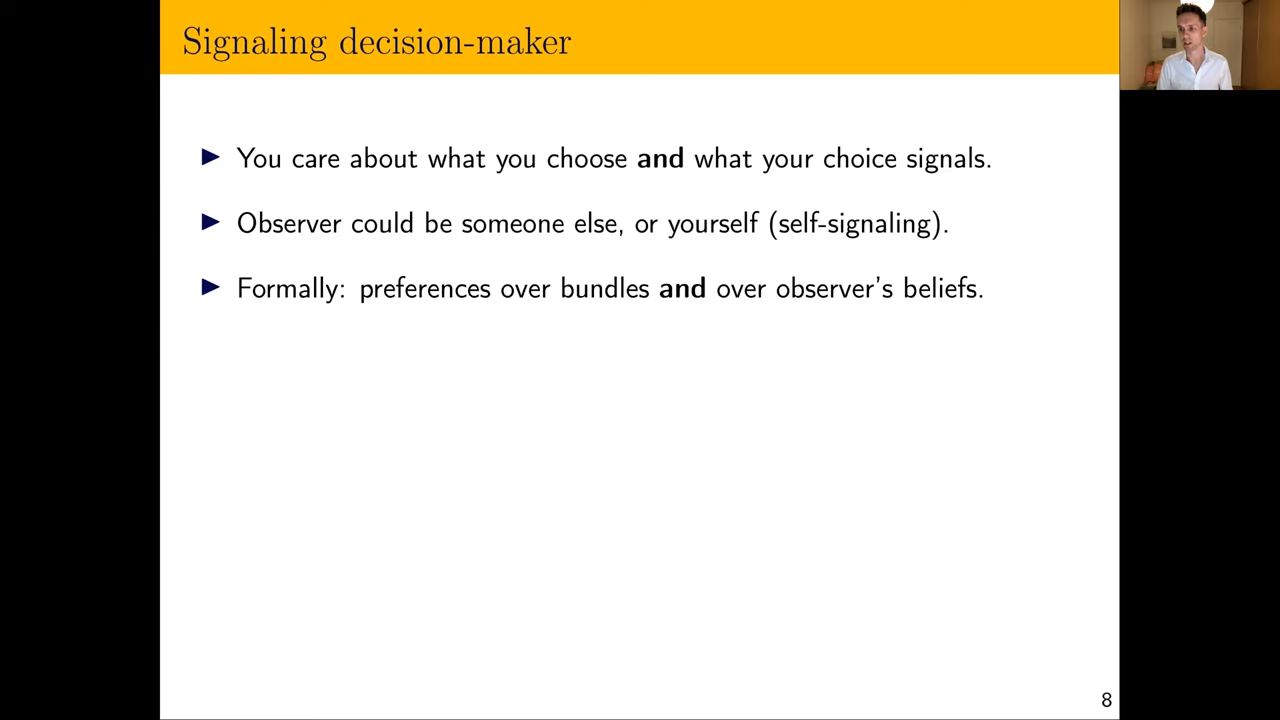 Signaling decision-maker
▶ You care about what you choose and what your choice signals.
▶ Observer could be someone else, or yourself (self-signaling).
▶ Formally: preferences over bundles and over observer's beliefs.
8